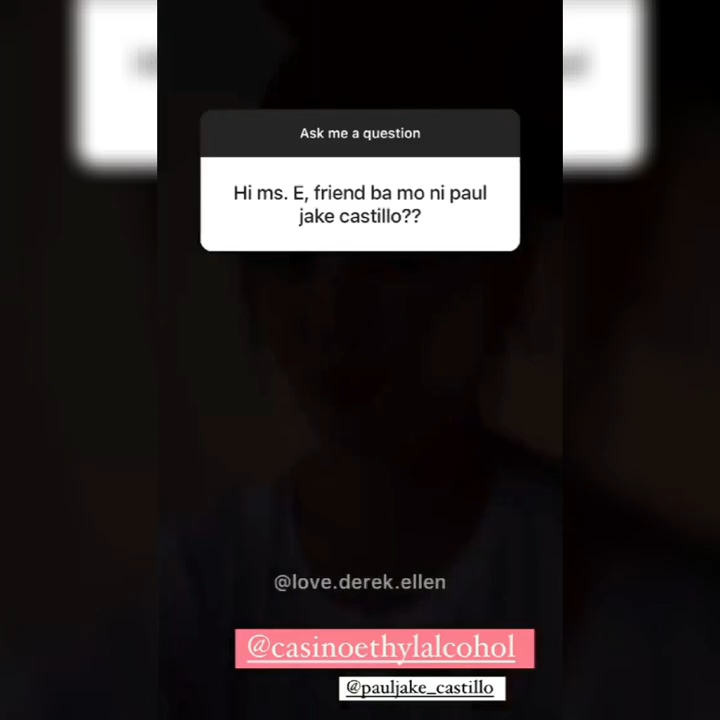 Ask me a question
Hi ms. E, friend ba mo ni paul
jake castillo??
@love.derek.ellen
@casinoethylalcohol
@pauljake_castillo